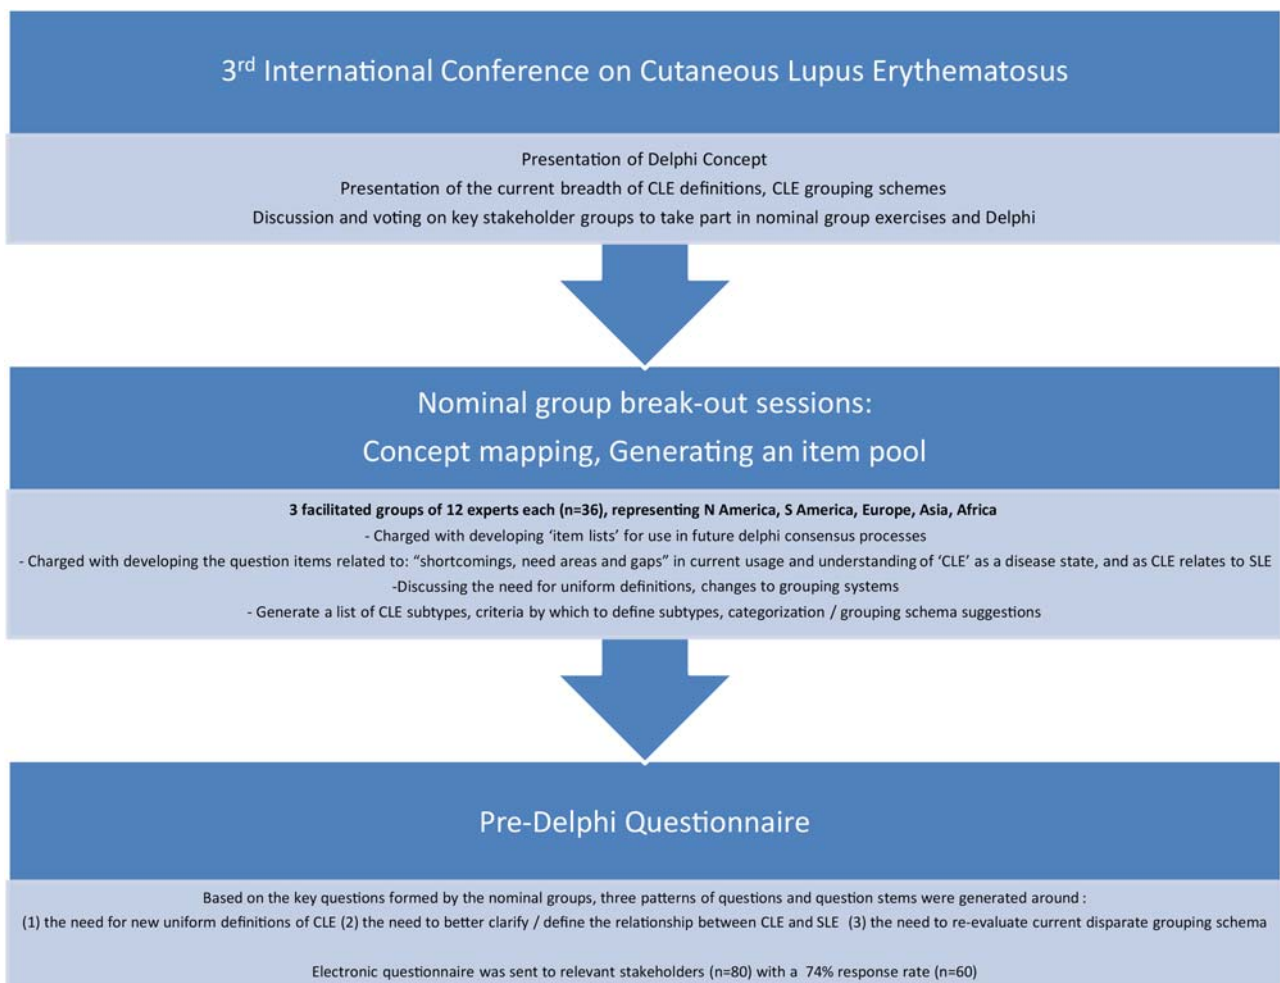 3rd International Conference on Cutaneous Lupus Erythematosus
Presentation of Delphi Concept
Presentation of the current breadth of CLE definitions, CLE grouping schemes
Discussion and voting on key stakeholder groups to take part in nominal group exercises and Delphi
Nominal group break-out sessions:
Concept mapping, Generating an item pool
3 facilitated groups of 12 experts each (n=36), representing N America, S America, Europe, Asia, Africa
- Charged with developing 'item lists' for use in future delphi consensus processes
- Charged with developing the question items related to: "shortcomings, need areas and gaps" in current usage and understanding of 'CLE' as a disease state, and as CLE relates to SLE
-Discussing the need for uniform definitions, changes to grouping systems
- Generate a list of CLE subtypes, criteria by which to define subtypes, categorization / grouping schema suggestions
Pre-Delphi Questionnaire
Based on the key questions formed by the nominal groups, three patterns of questions and question stems were generated around :
(1) the need for new uniform definitions of CLE (2) the need to better clarify / define the relationship between CLE and SLE (3) the need to re-evaluate current disparate grouping schema
Electronic questionnaire was sent to relevant stakeholders (n=80) with a 74% response rate (n=60)